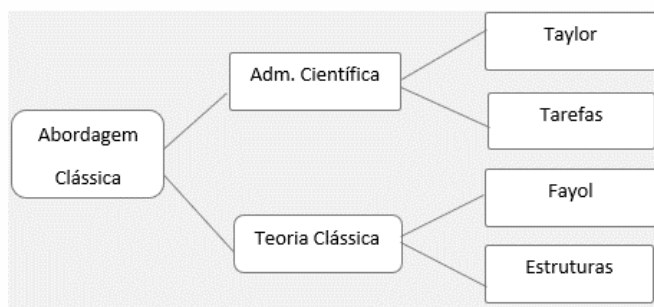 Abordagem
Clássica
Adm. Científica
Taylor
Tarefas
Teoria Clássica
Fayol
Estruturas